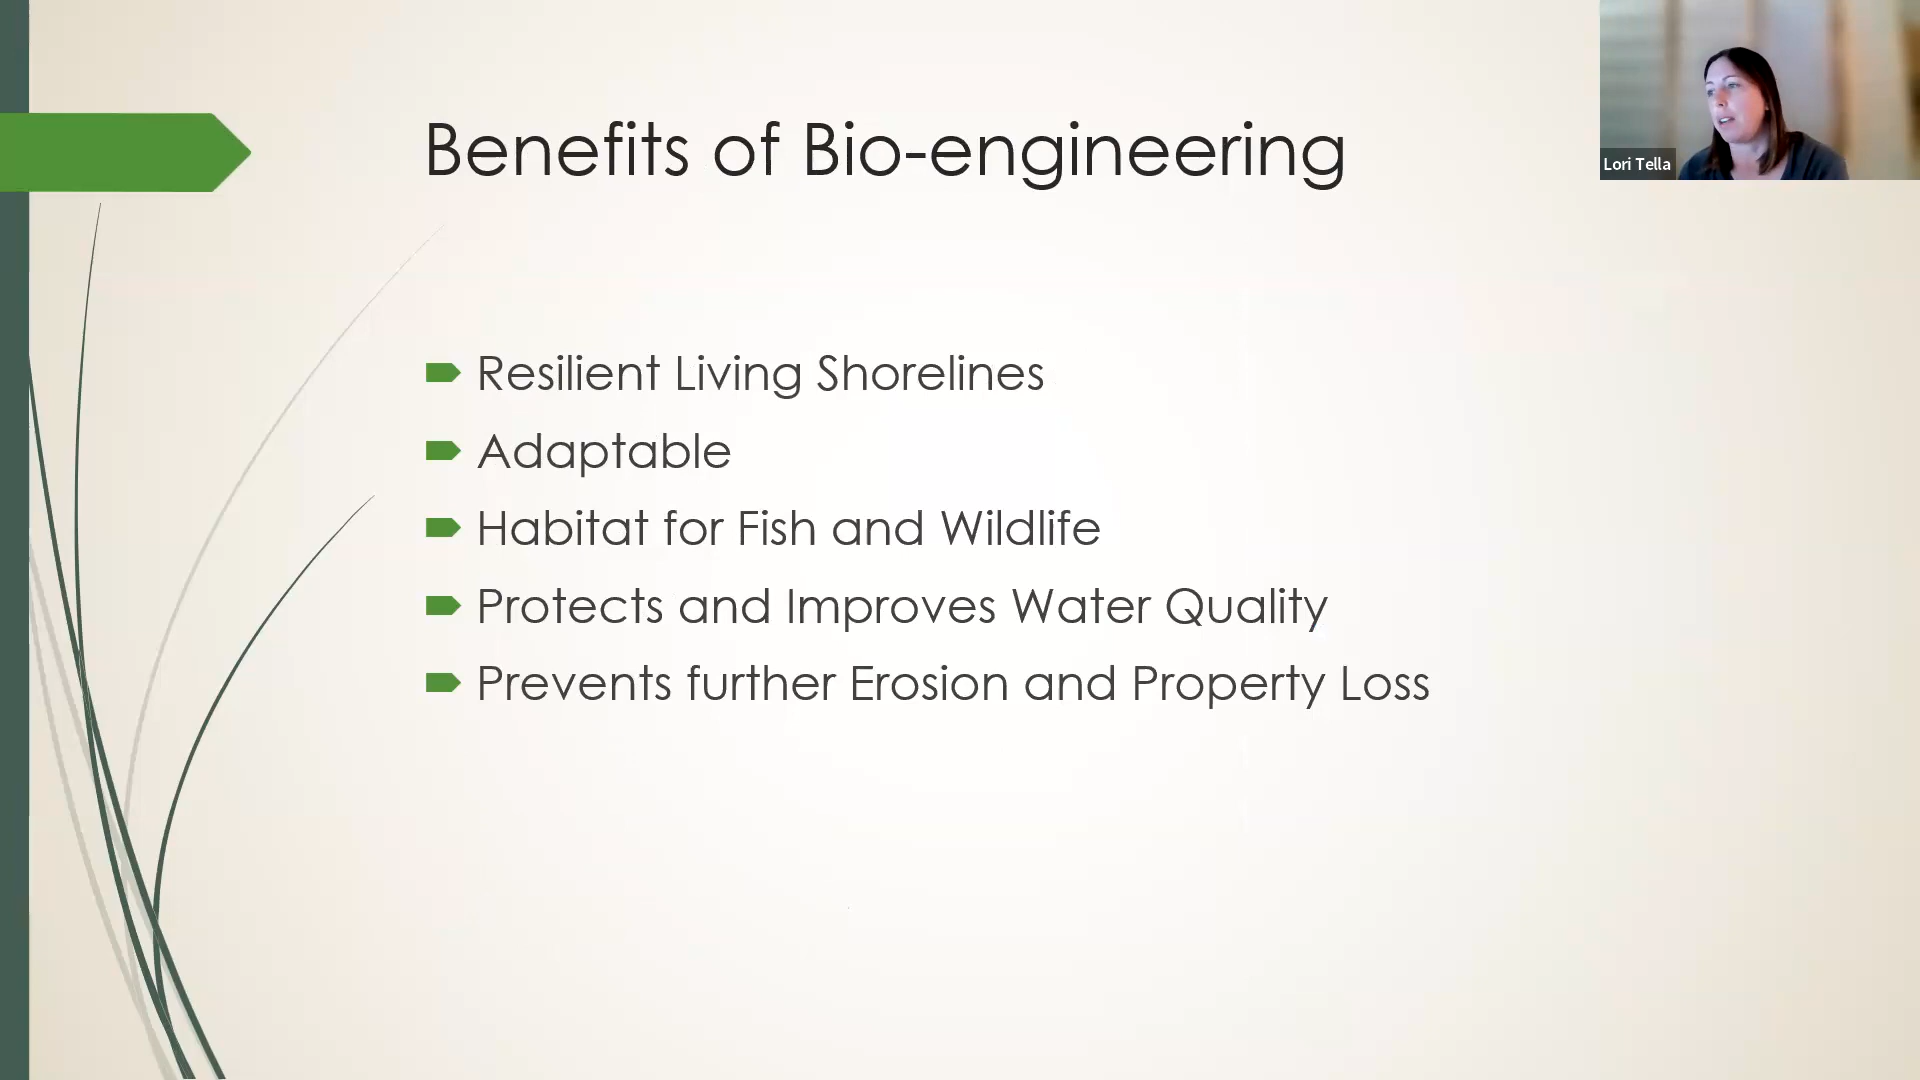 Benefits of Bio-engineering
Lori Tella
Resilient Living Shorelines
Adaptable
Habitat for Fish and Wildlife
Protects and Improves Water Quality
Prevents further Erosion and Property Loss